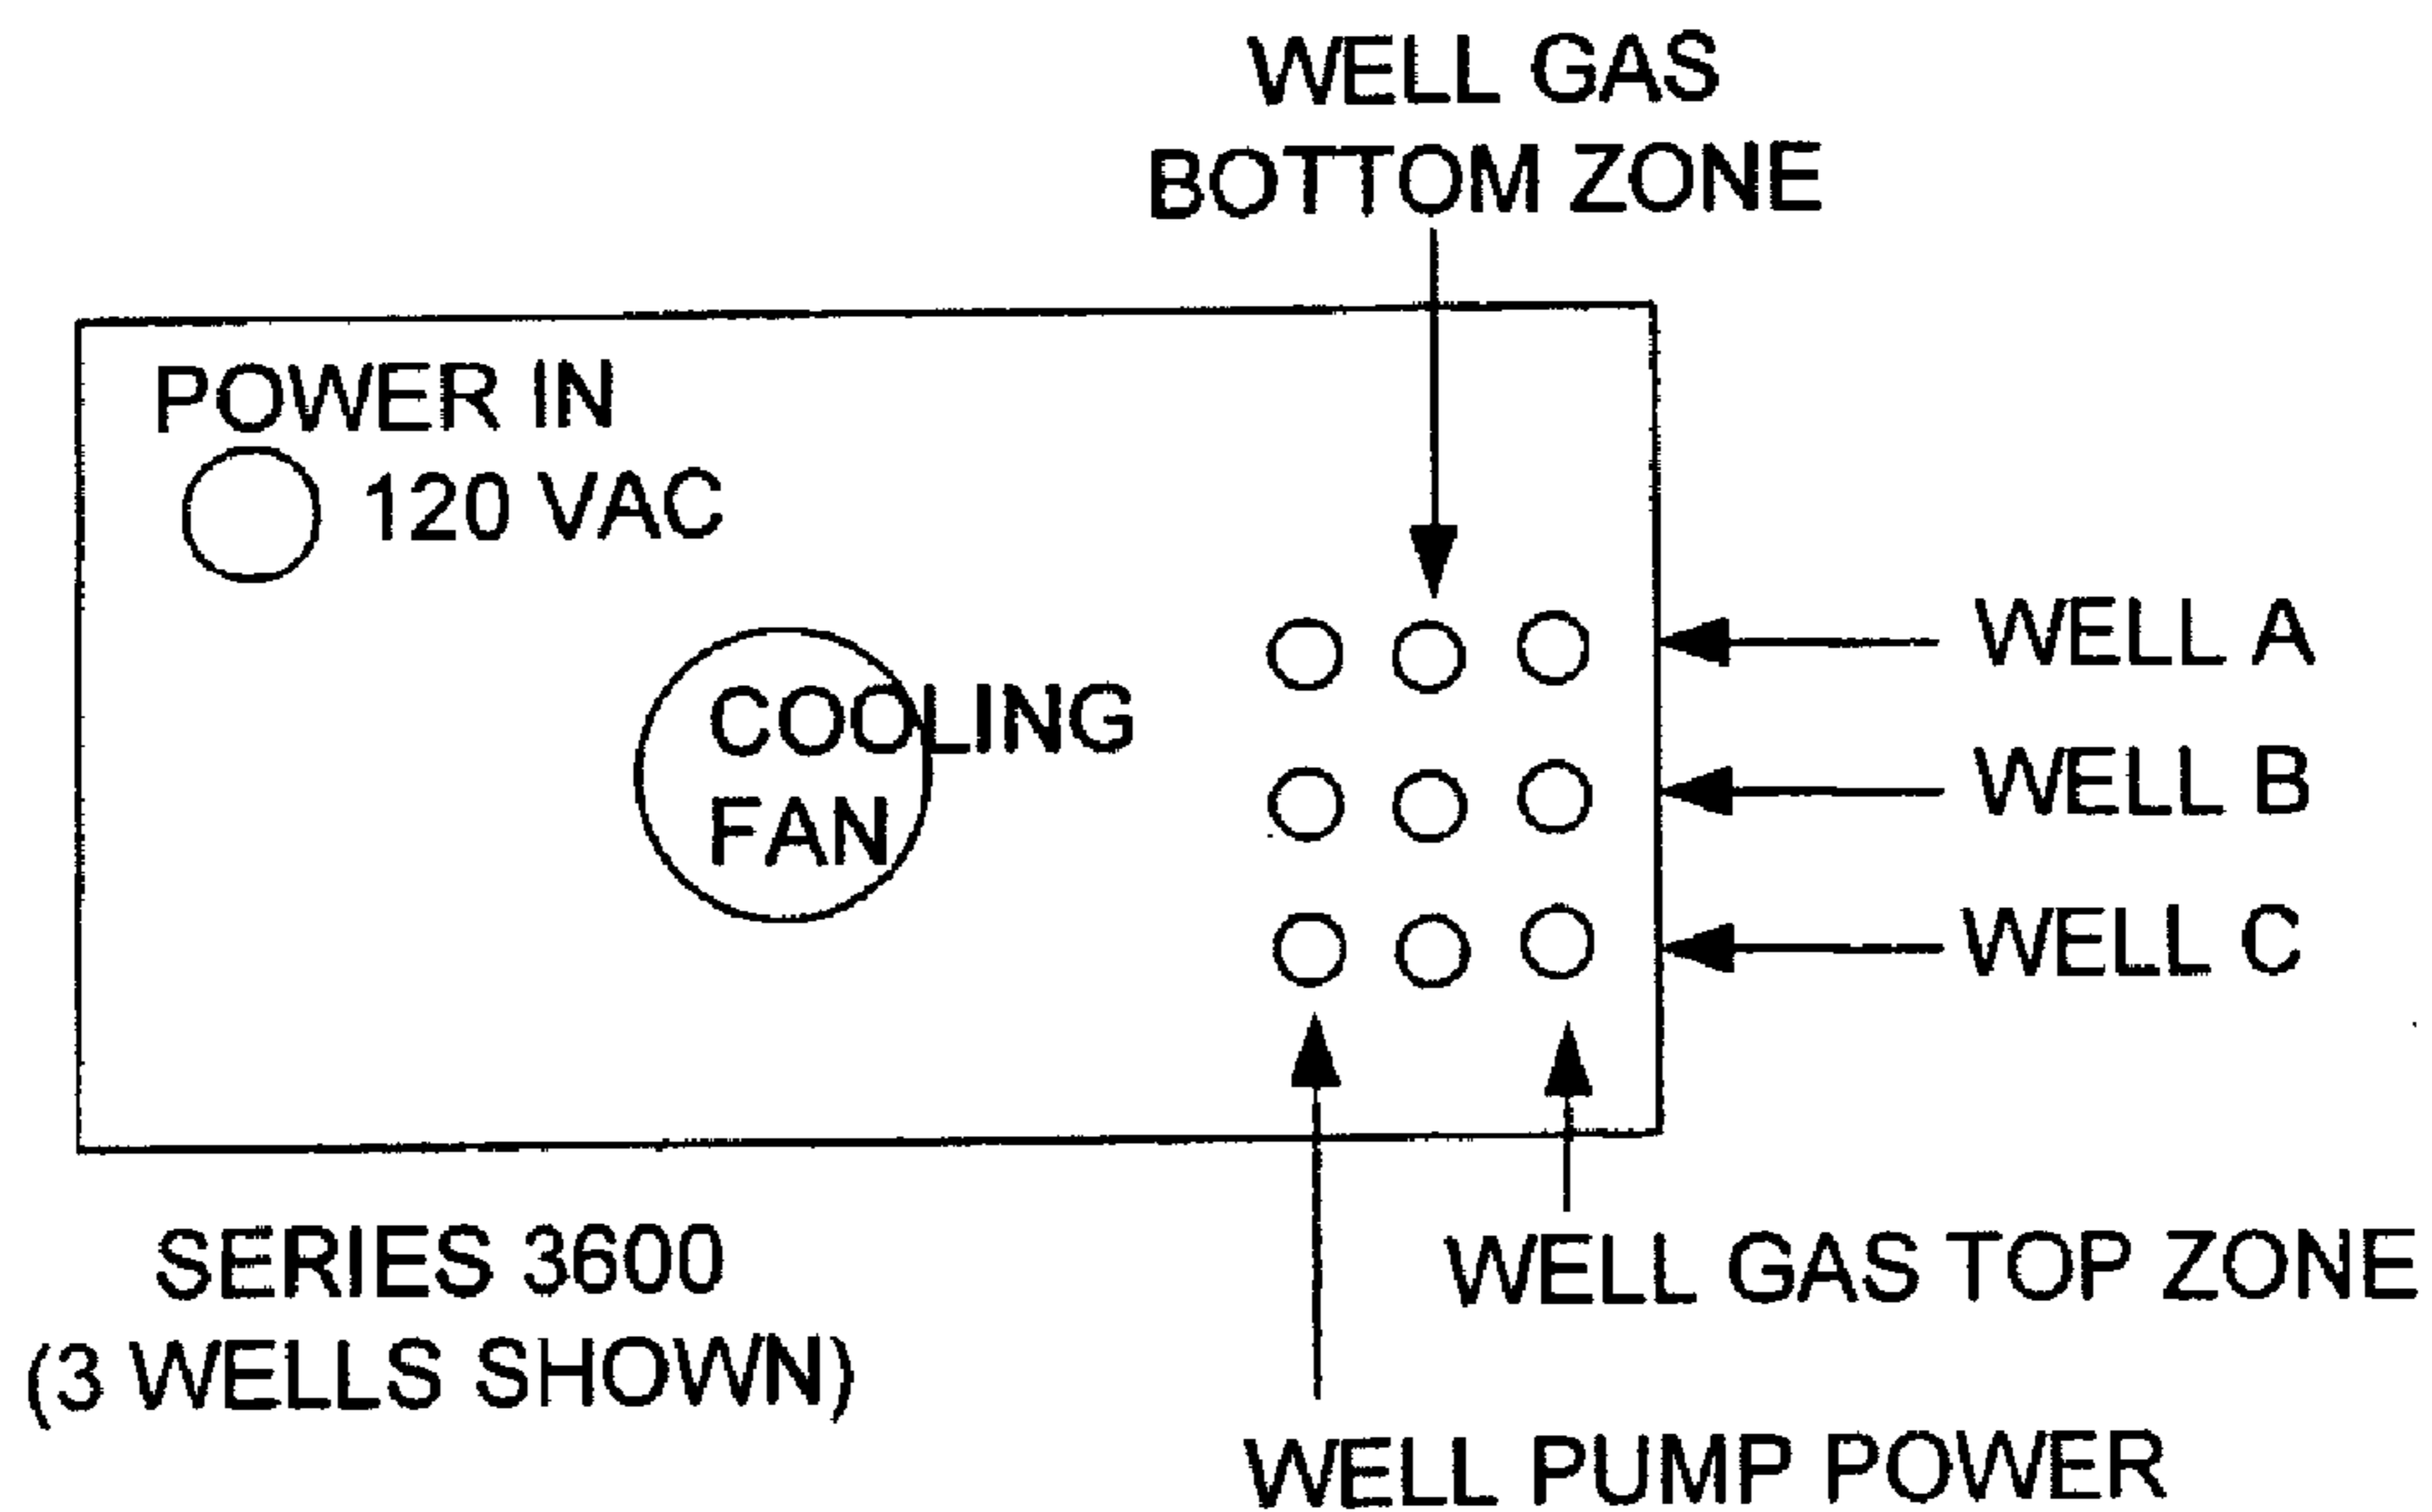 WELL GAS
BOTTOM ZONE
POWER IN
120 VAC
COOLING
FAN
WELL A
WELL B
WELL C
SERIES 3600
(3 WELLS SHOWN)
WELL GAS TOP ZONE
WELL PUMP POWER